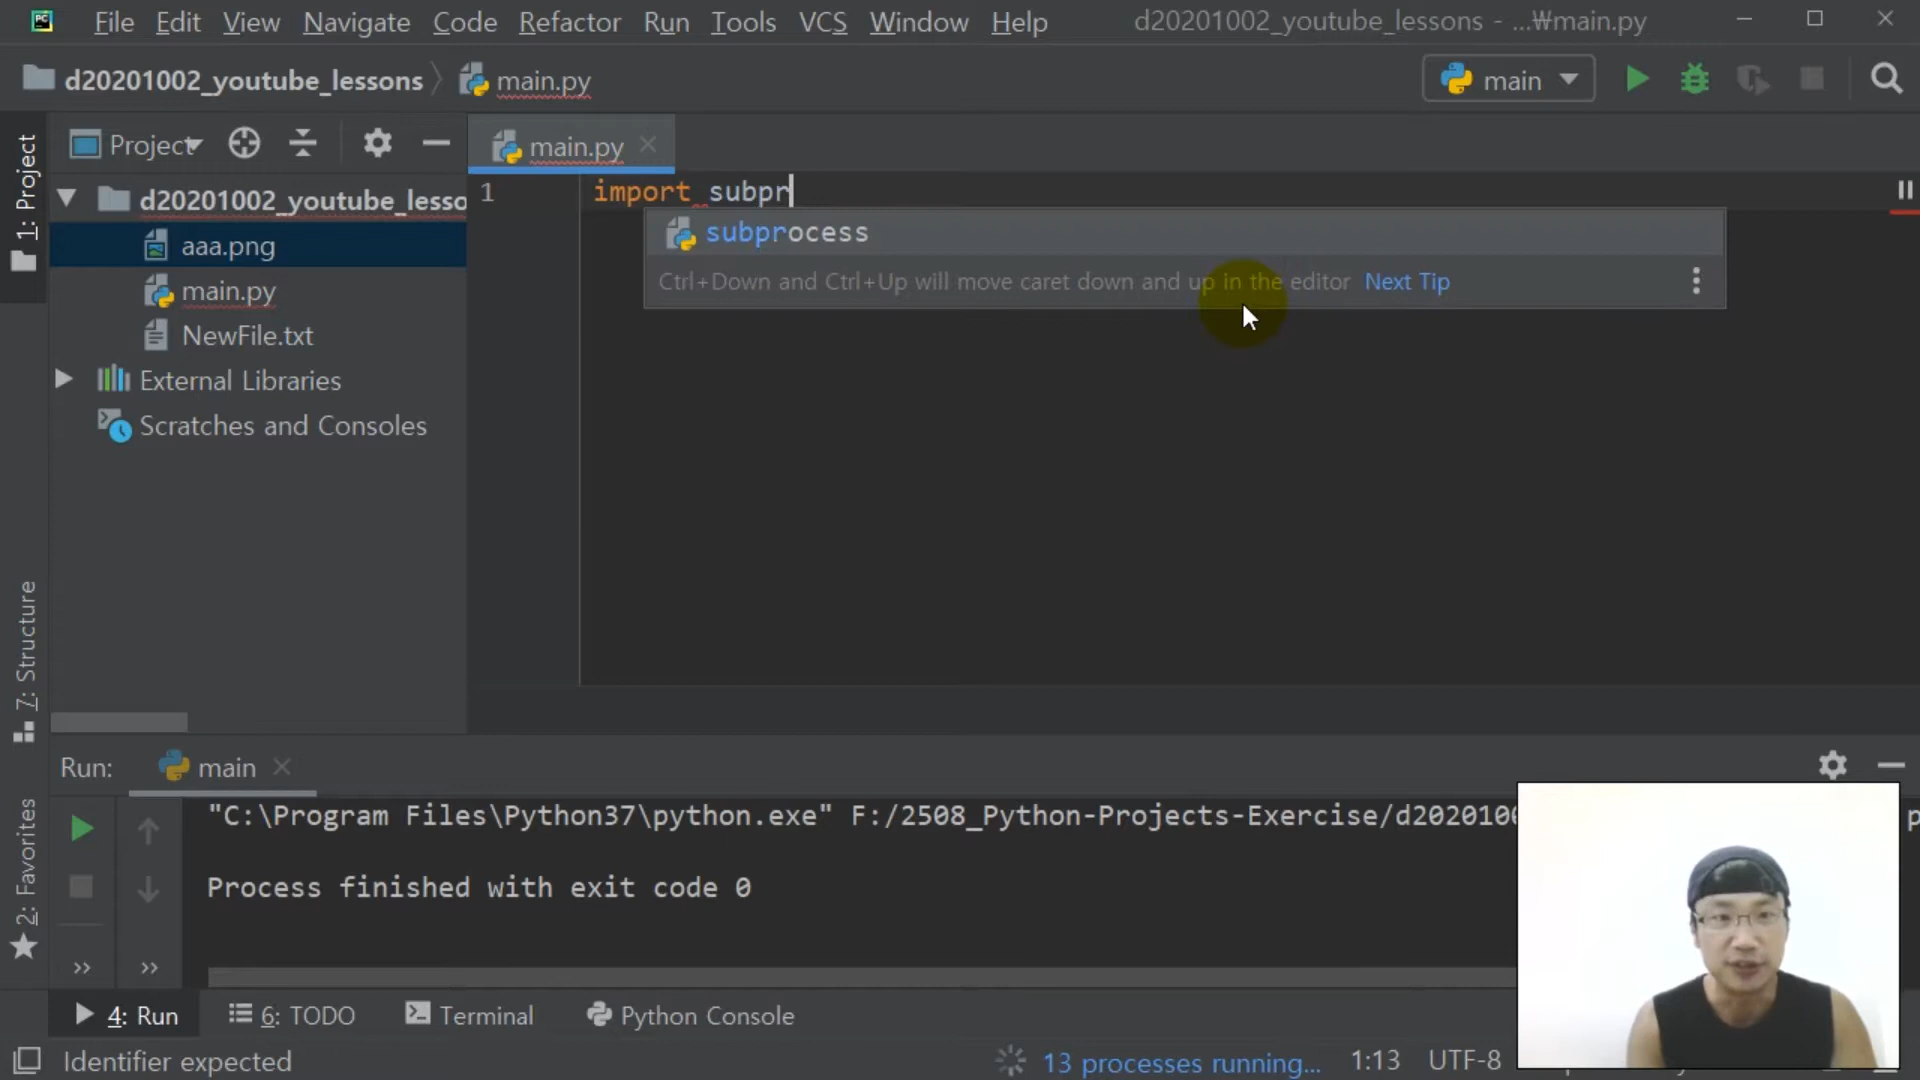 File Edit View Navigate Code Refactor Run Tools VCS Window Help d20201002_youtube_lessons - ...₩main.py
d20201002_youtube_lessons main.py main
1: Project
Project
main.py
d20201002_youtube_lesso
aaa.png
main.py
NewFile.txt
External Libraries
Scratches and Consoles
1 import subpr
subprocess
Ctrl+Down and Ctrl+Up will move caret down and up in the editor Next Tip
7: Structure
2: Favorites
Run: main
"C:\Program Files\Python37\python.exe" F:/2508_Python-Projects-Exercise/d202010
Process finished with exit code 0
4: Run 6: TODO Terminal Python Console
Identifier expected 13 processes running... 1:13 UTF-8